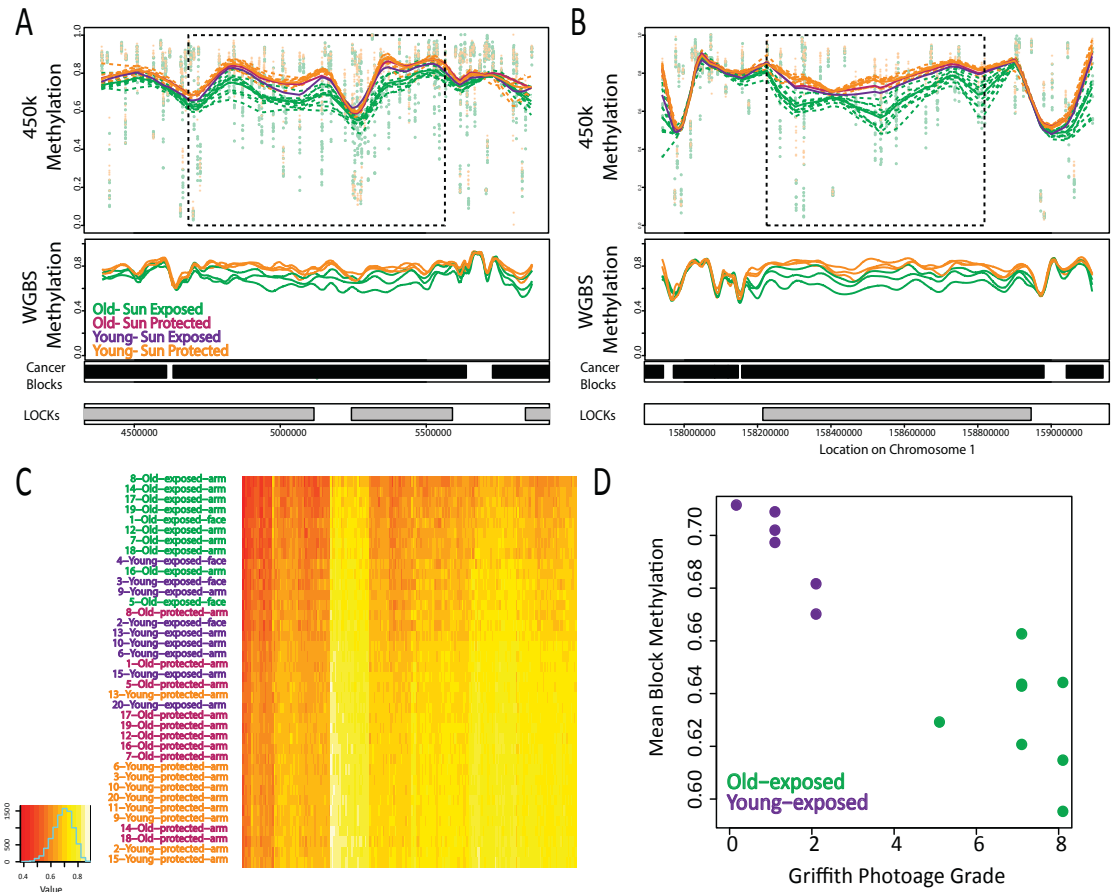 A
B
450k
Methylation
1.0
0.8
0.6
0.4
0.2
0.0
450k
Methylation
WGBS
Methylation
0.8
0.4
0.0
Old- Sun Exposed
Old- Sun Protected
Young- Sun Exposed
Young- Sun Protected
WGBS
Methylation
0.8
0.4
0.0
Cancer
Blocks
Cancer
Blocks
LOCKs
LOCKs
4500000 5000000 5500000
158000000 158200000 158400000 158600000 158800000 159000000
Location on Chromosome 1
C
8–Old–exposed–arm
14–Old–exposed–arm
17–Old–exposed–arm
19–Old–exposed–arm
1–Old–exposed–face
12–Old–exposed–arm
7–Old–exposed–arm
18–Old–exposed–arm
4–Young–exposed–face
16–Old–exposed–arm
3–Young–exposed–face
9–Young–exposed–arm
5–Old–exposed–face
8–Old–protected–arm
2–Young–exposed–face
13–Young–exposed–arm
10–Young–exposed–arm
6–Young–exposed–arm
1–Old–protected–arm
15–Young–exposed–arm
5–Old–protected–arm
13–Young–protected–arm
20–Young–exposed–arm
17–Old–protected–arm
19–Old–protected–arm
12–Old–protected–arm
16–Old–protected–arm
7–Old–protected–arm
6–Young–protected–arm
3–Young–protected–arm
10–Young–protected–arm
20–Young–protected–arm
11–Young–protected–arm
9–Young–protected–arm
14–Old–protected–arm
18–Old–protected–arm
2–Young–protected–arm
15–Young–protected–arm
0 500 1500
0.4 0.6 0.8
Value
D
Mean Block Methylation
0.70
0.68
0.66
0.64
0.62
0.60
Old–exposed
Young–exposed
0 2 4 6 8
Griffith Photoage Grade